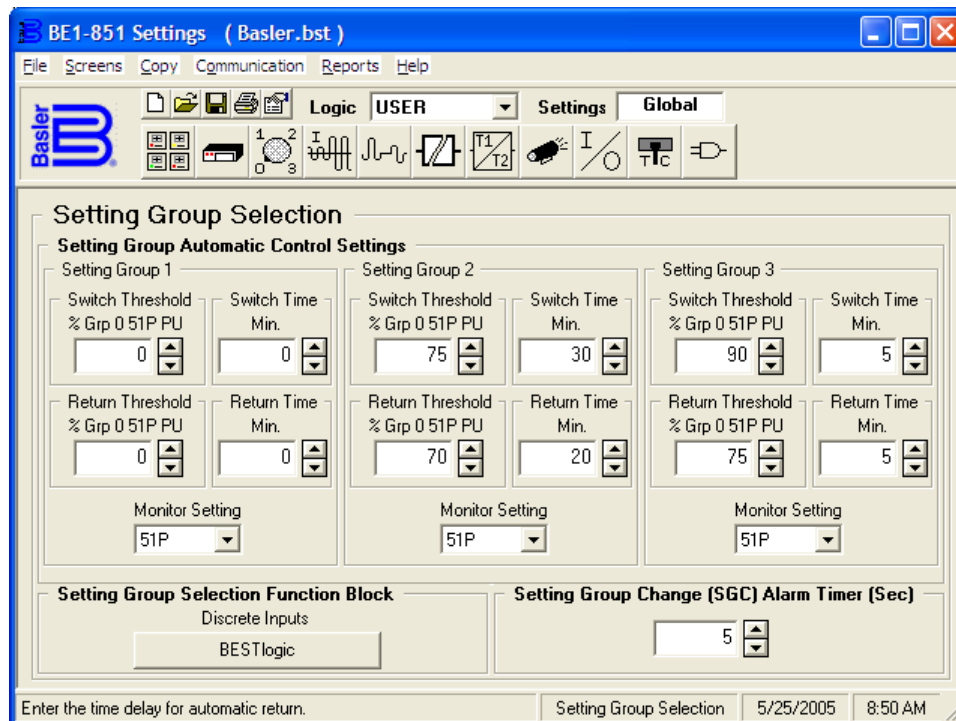 BE1-851 Settings ( Basler.bst )
File Screens Copy Communication Reports Help
Basler
Logic USER Settings Global
1 2 0 3 I T1 T2 I/O T C
Setting Group Selection
Setting Group Automatic Control Settings
Setting Group 1 Setting Group 2 Setting Group 3
Switch Threshold Switch Time Switch Threshold Switch Time Switch Threshold Switch Time
% Grp 0 51P PU Min. % Grp 0 51P PU Min. % Grp 0 51P PU Min.
0 0 75 30 90 5
Return Threshold Return Time Return Threshold Return Time Return Threshold Return Time
% Grp 0 51P PU Min. % Grp 0 51P PU Min. % Grp 0 51P PU Min.
0 0 70 20 75 5
Monitor Setting Monitor Setting Monitor Setting
51P 51P 51P
Setting Group Selection Function Block Setting Group Change (SGC) Alarm Timer (Sec)
Discrete Inputs
BESTlogic 5
Enter the time delay for automatic return. Setting Group Selection 5/25/2005 8:50 AM